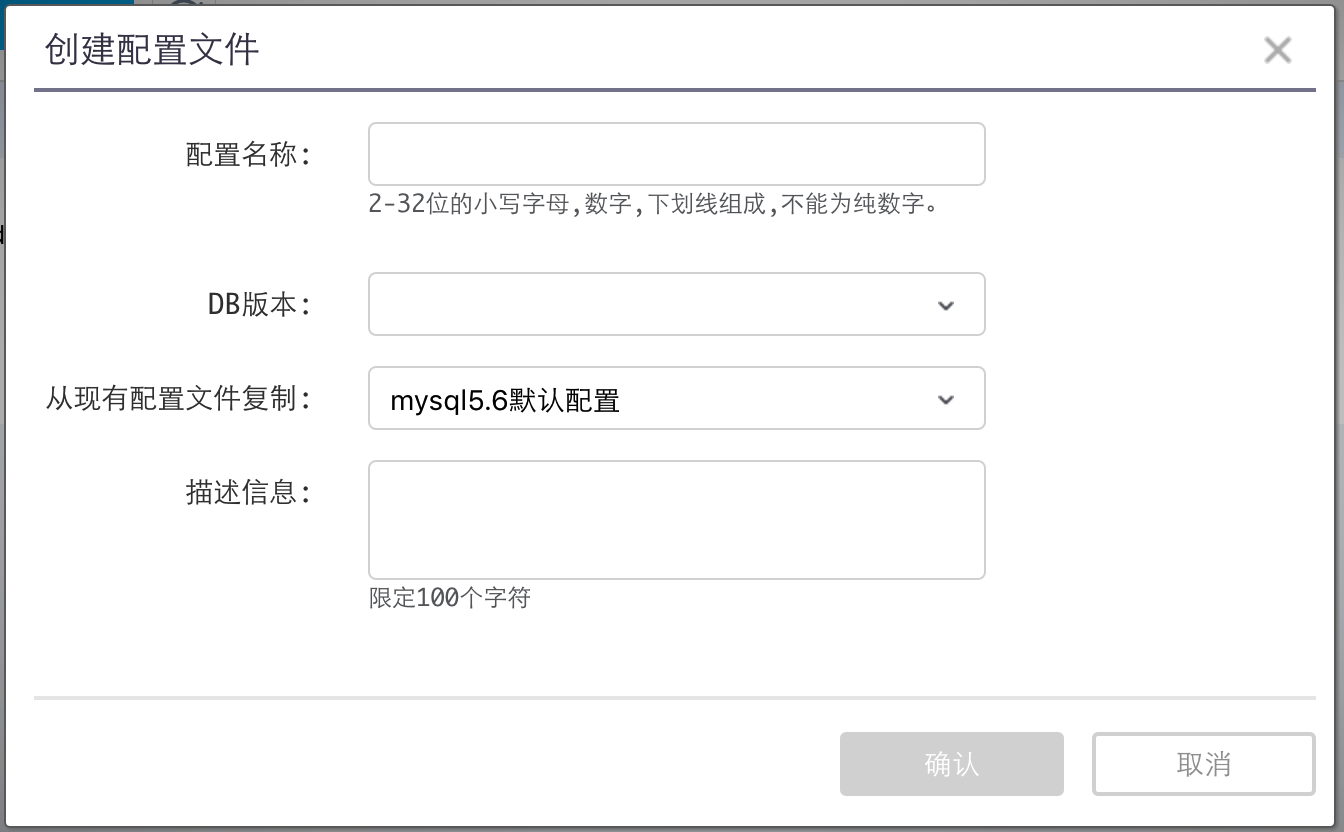 创建配置文件
配置名称:
2-32位的小写字母,数字,下划线组成,不能为纯数字。
DB版本:
从现有配置文件复制:
mysql5.6默认配置
描述信息:
限定100个字符
确认
取消